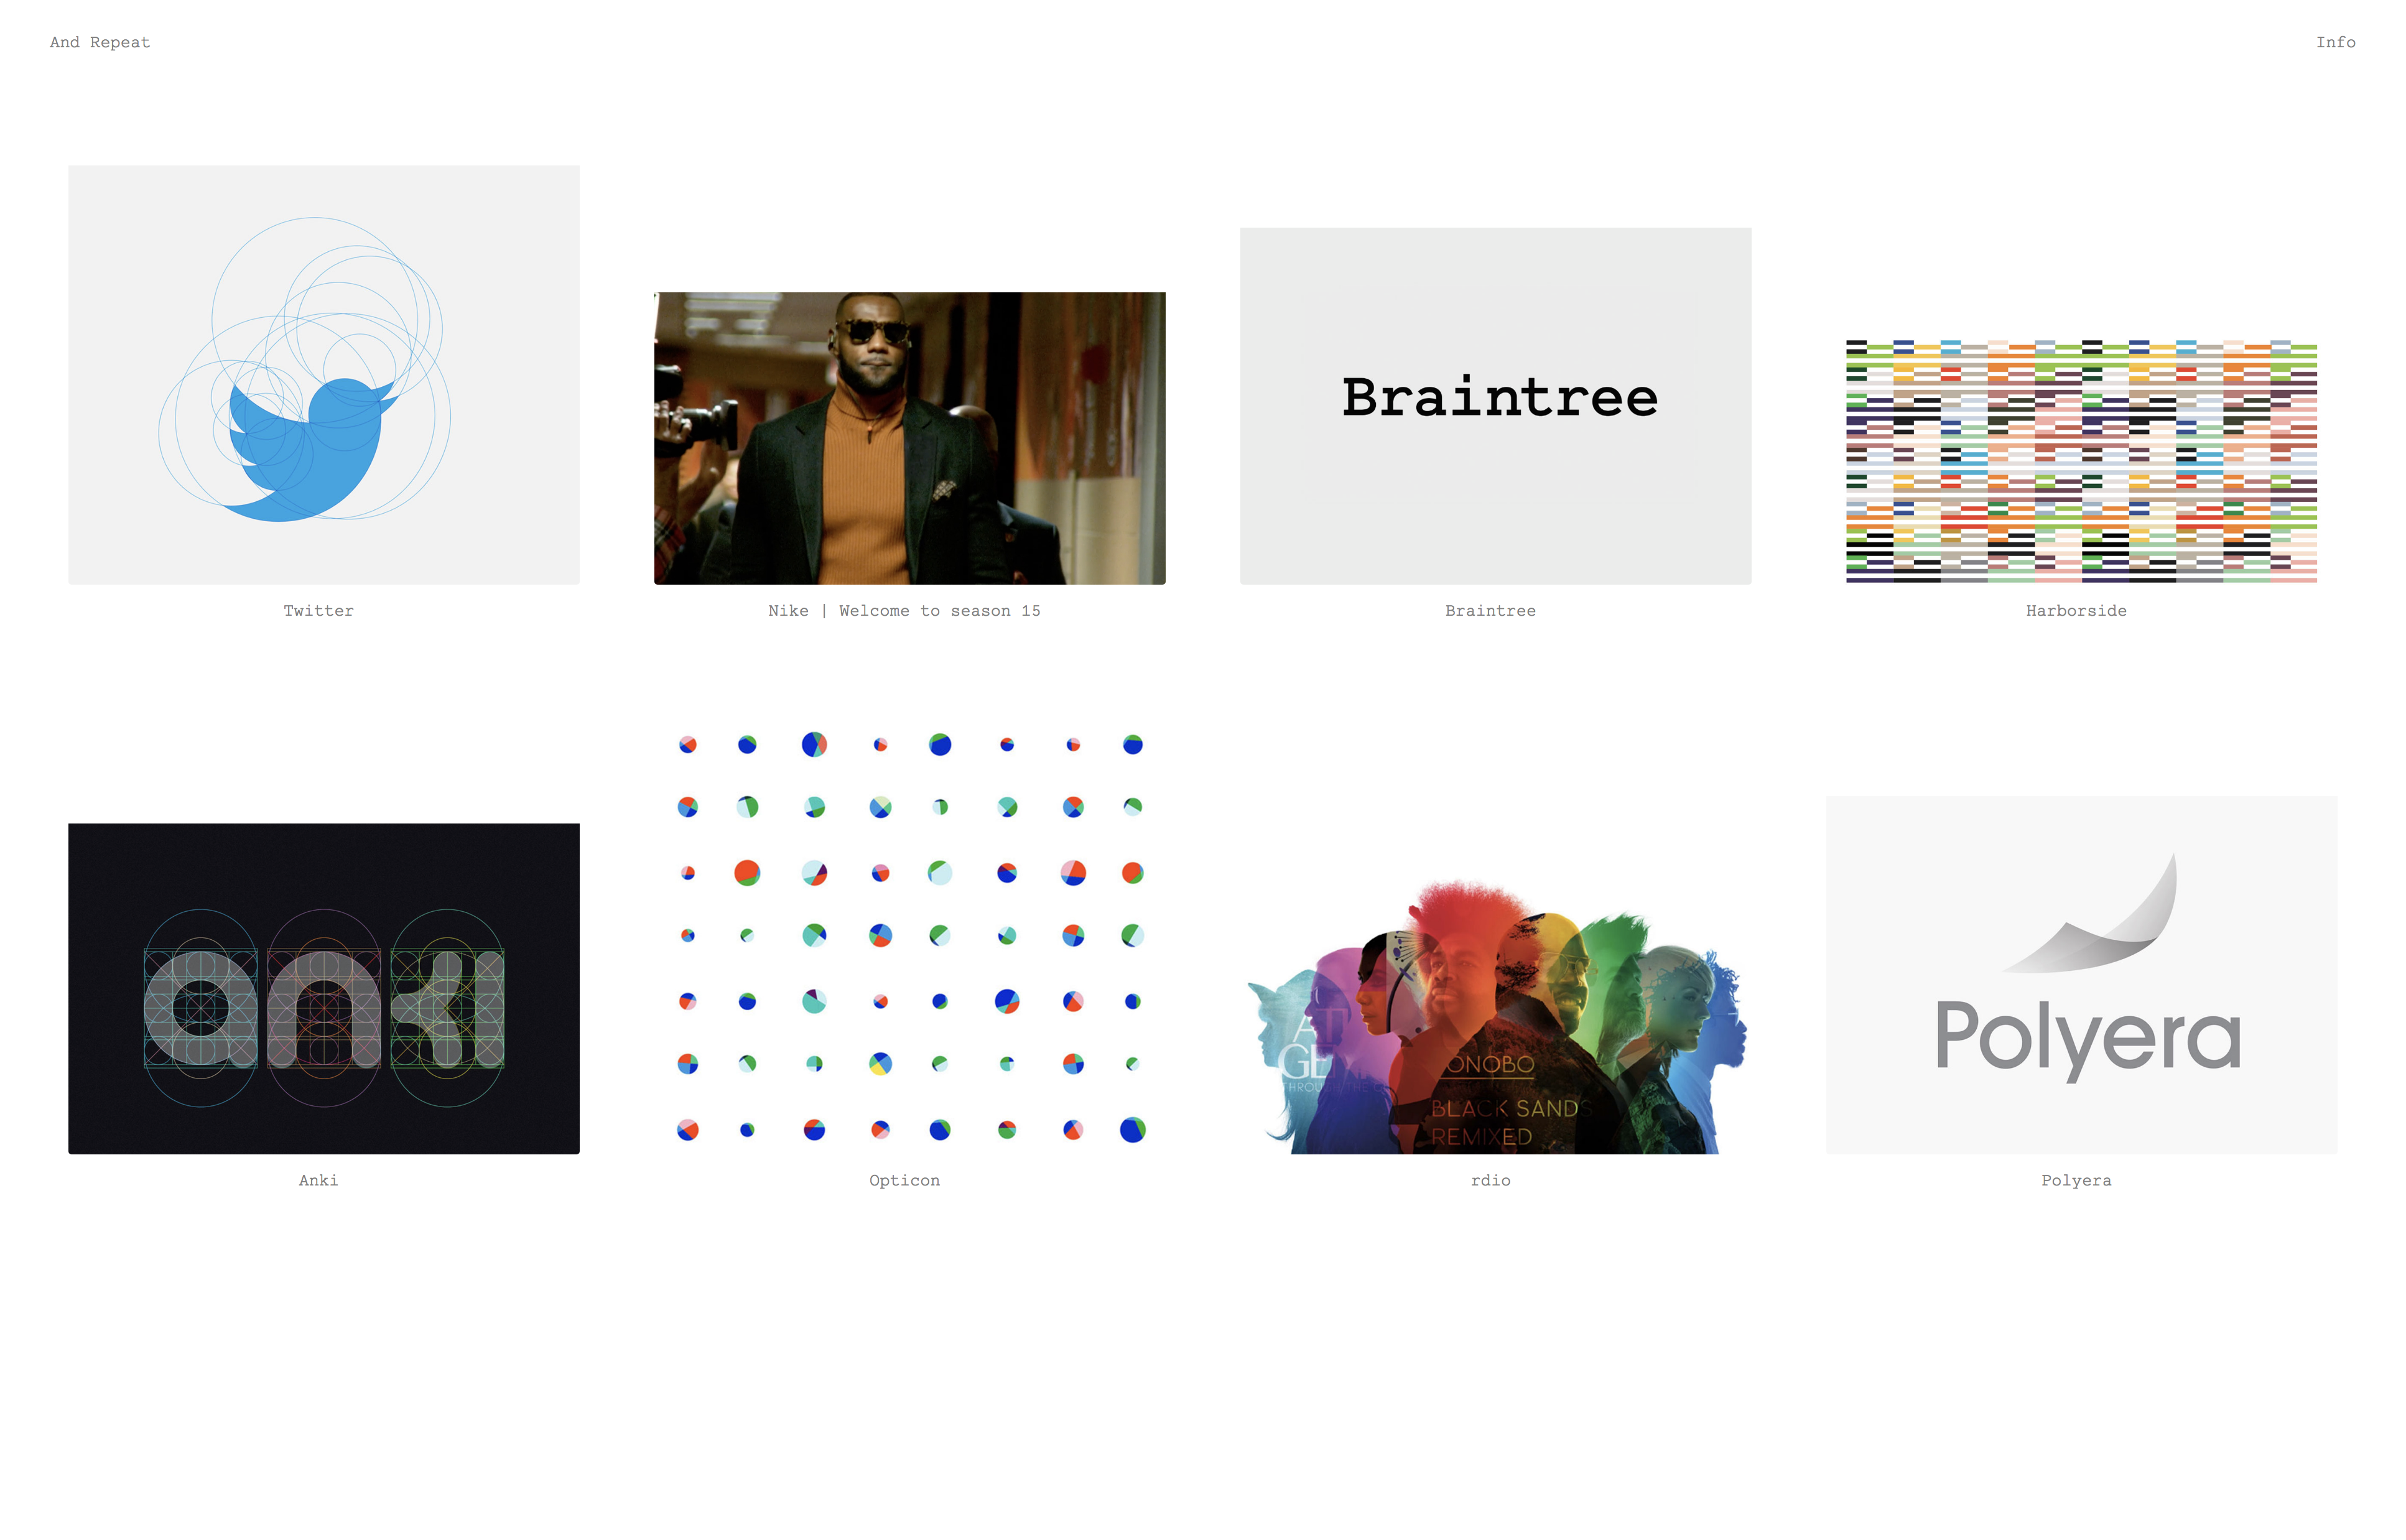 And Repeat
Info
Braintree
Twitter
Nike | Welcome to season 15
Braintree
Harborside
anki
AT
GE
THROUGH THE
ONOBO
BLACK SANDS
REMIXED
Polyera
Anki
Opticon
rdio
Polyera